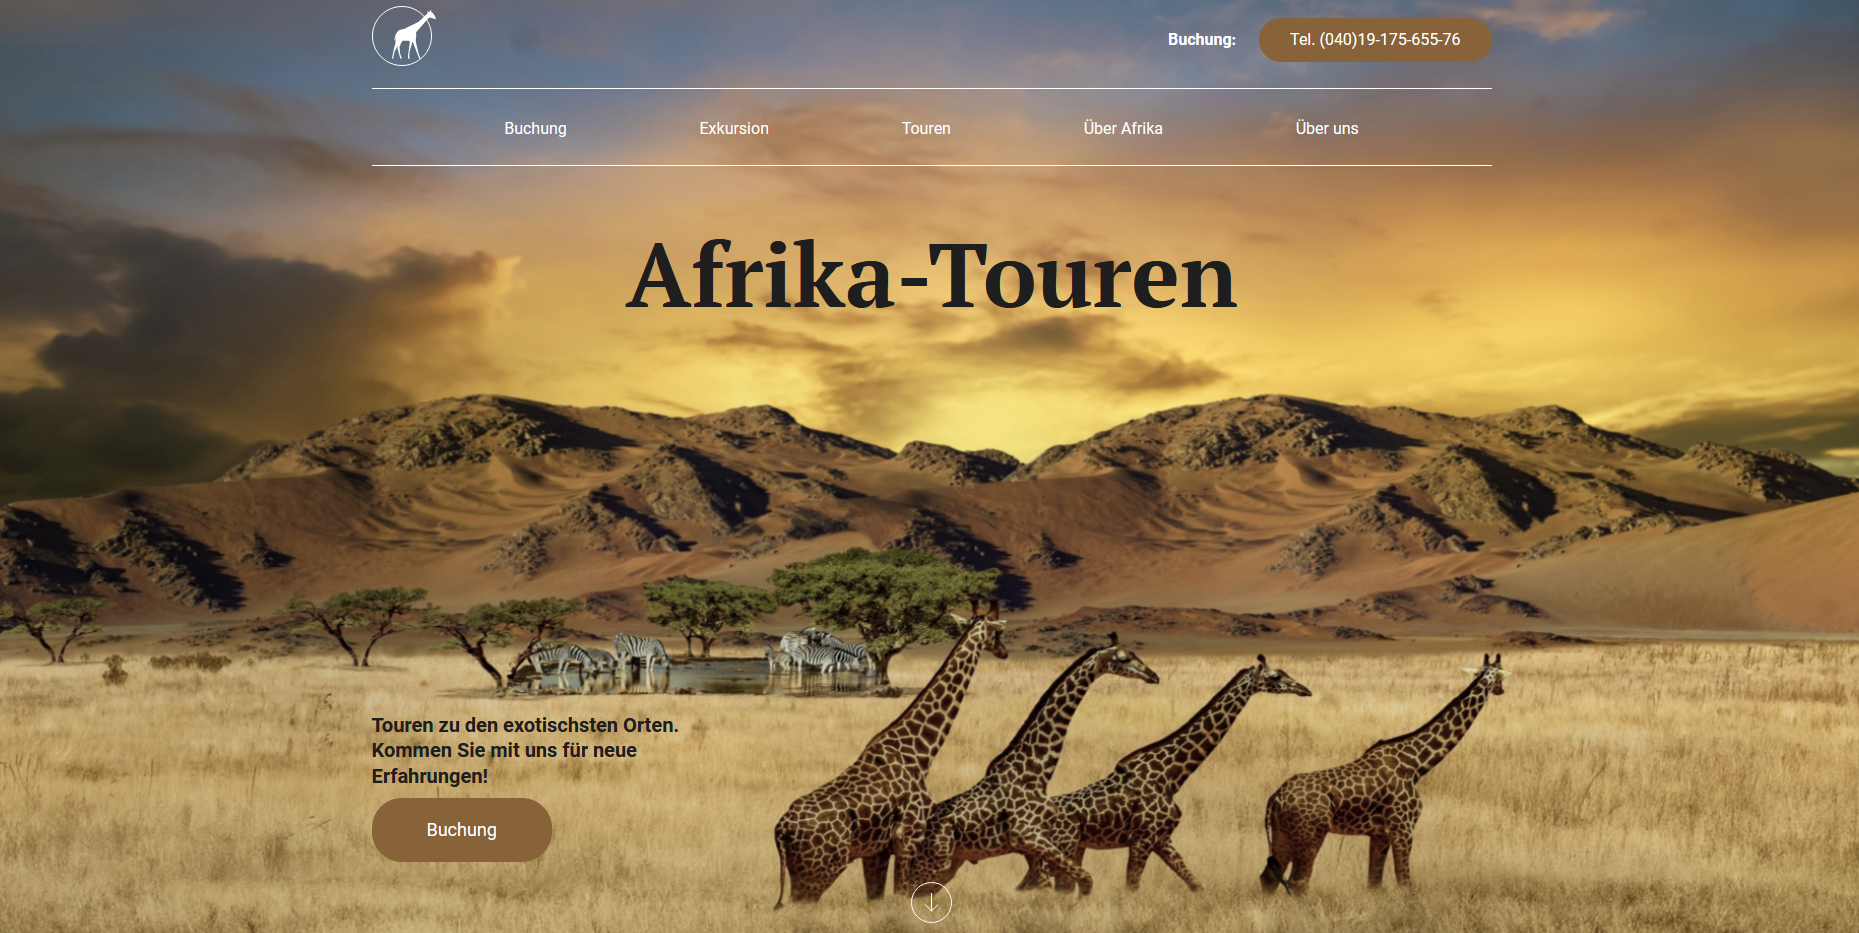 Buchung:
Tel. (040)19-175-655-76
Buchung
Exkursion
Touren
Über Afrika
Über uns
Afrika-Touren
Touren zu den exotischsten Orten.
Kommen Sie mit uns für neue
Erfahrungen!
Buchung